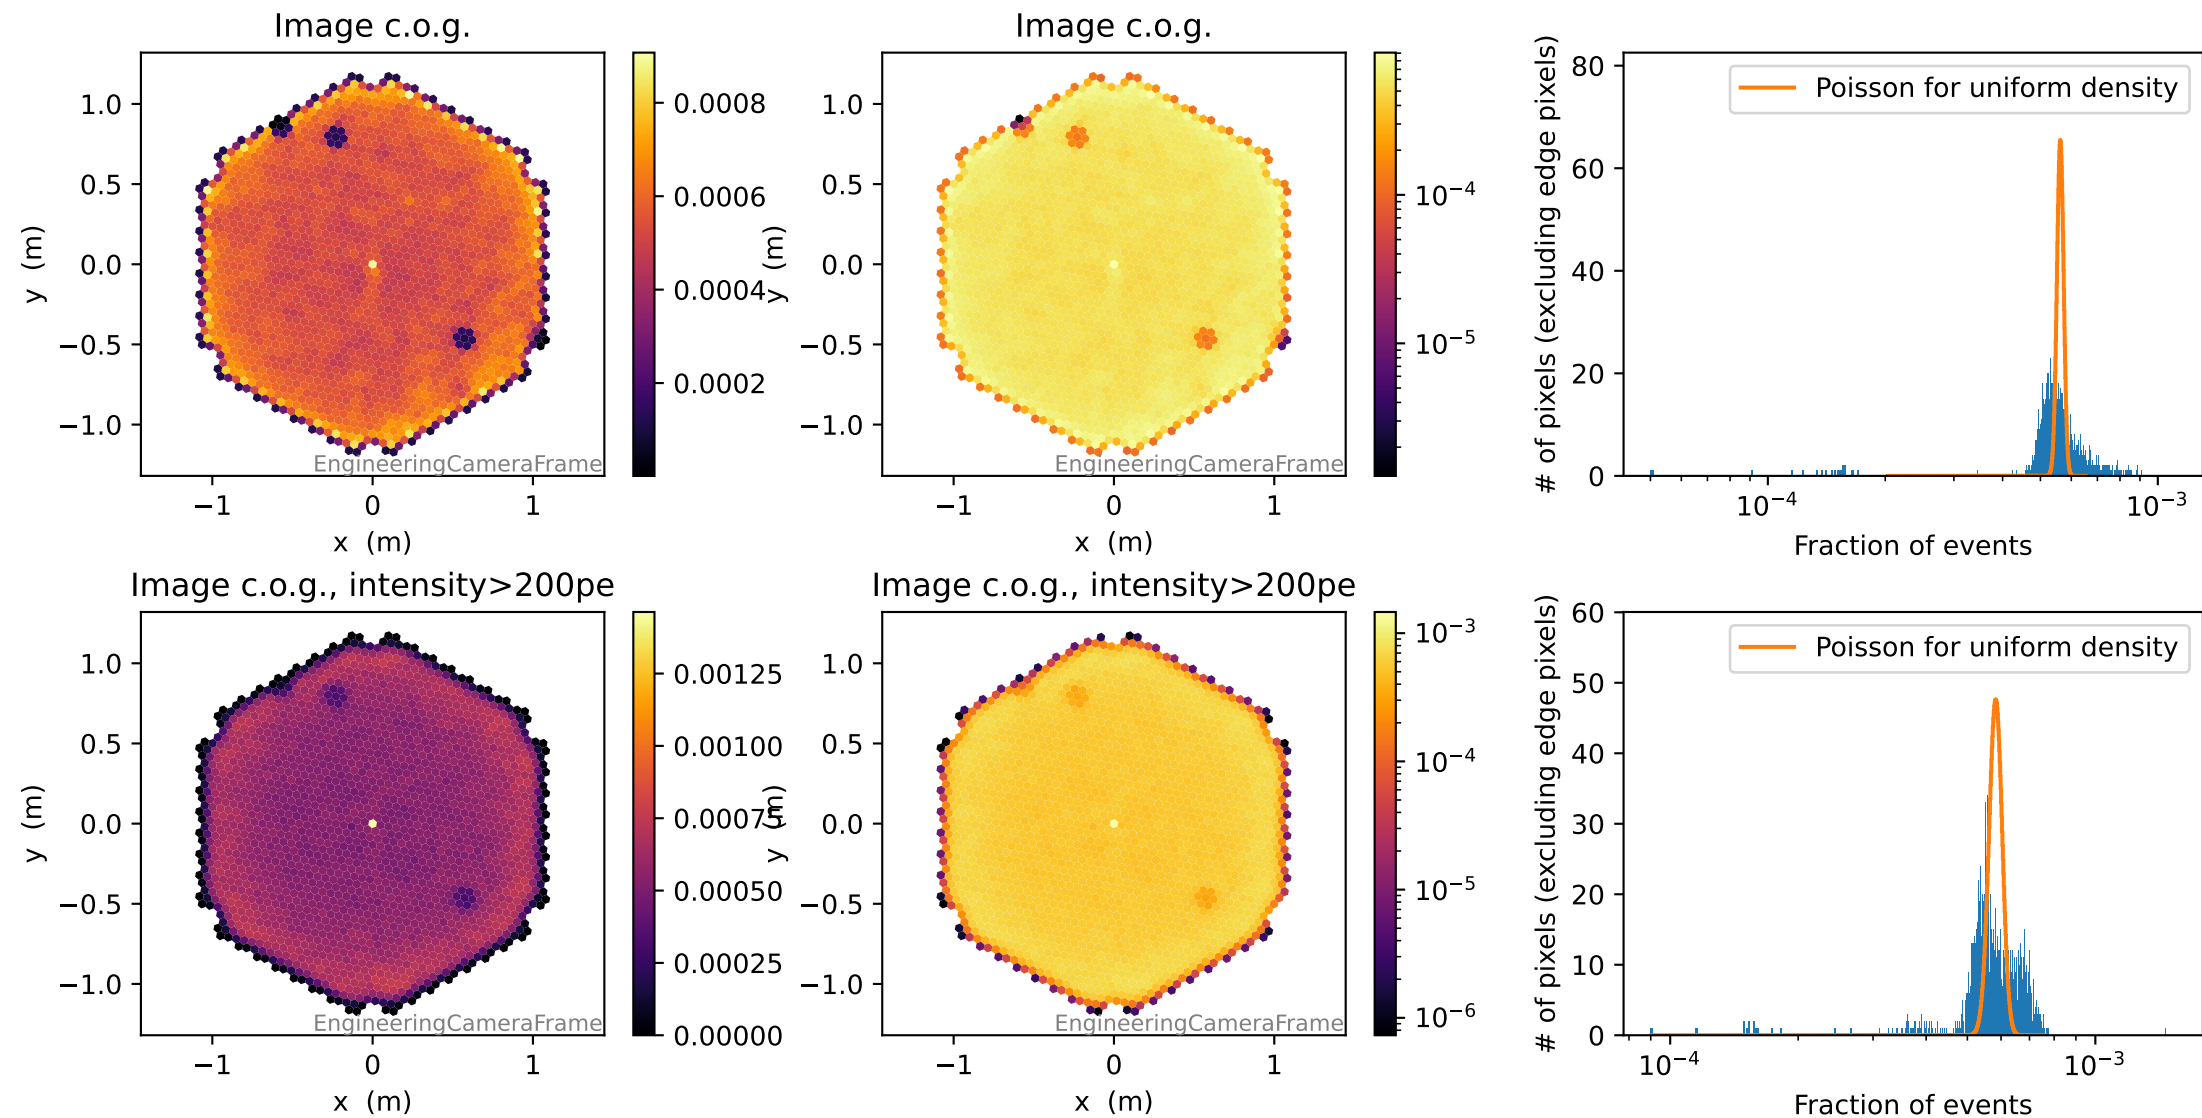 Image c.o.g.
1.0
0.5
0.0
−0.5
−1.0
y (m)
−1
0
1
x (m)
EngineeringCameraFrame
0.0008
0.0006
0.0004
0.0002
Image c.o.g.
1.0
0.5
0.0
−0.5
−1.0
y (m)
−1
0
1
x (m)
EngineeringCameraFrame
10⁻⁴
10⁻⁵
80
60
40
20
0
# of pixels (excluding edge pixels)
Poisson for uniform density
10⁻⁴
10⁻³
Fraction of events
Image c.o.g., intensity>200pe
1.0
0.5
0.0
−0.5
−1.0
y (m)
−1
0
1
x (m)
EngineeringCameraFrame
0.00125
0.00100
0.00075
0.00050
0.00025
0.00000
Image c.o.g., intensity>200pe
1.0
0.5
0.0
−0.5
−1.0
y (m)
−1
0
1
x (m)
EngineeringCameraFrame
10⁻³
10⁻⁴
10⁻⁵
10⁻⁶
60
50
40
30
20
10
0
# of pixels (excluding edge pixels)
Poisson for uniform density
10⁻⁴
10⁻³
Fraction of events